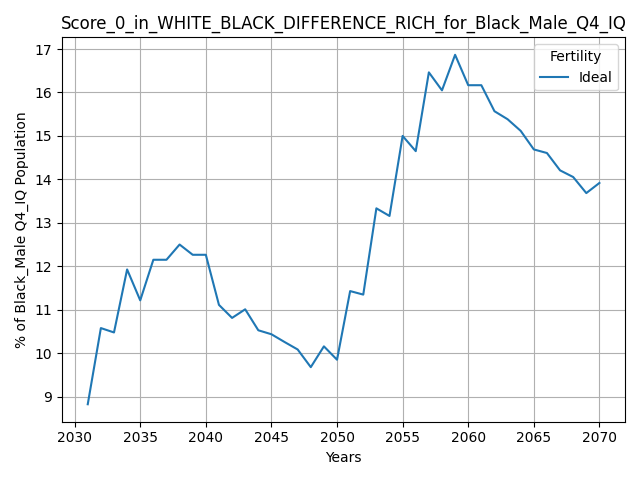 Score_0_in_WHITE_BLACK_DIFFERENCE_RICH_for_Black_Male_Q4_IQ
Fertility
Ideal
% of Black_Male Q4_IQ Population
17
16
15
14
13
12
11
10
9
2030 2035 2040 2045 2050 2055 2060 2065 2070
Years